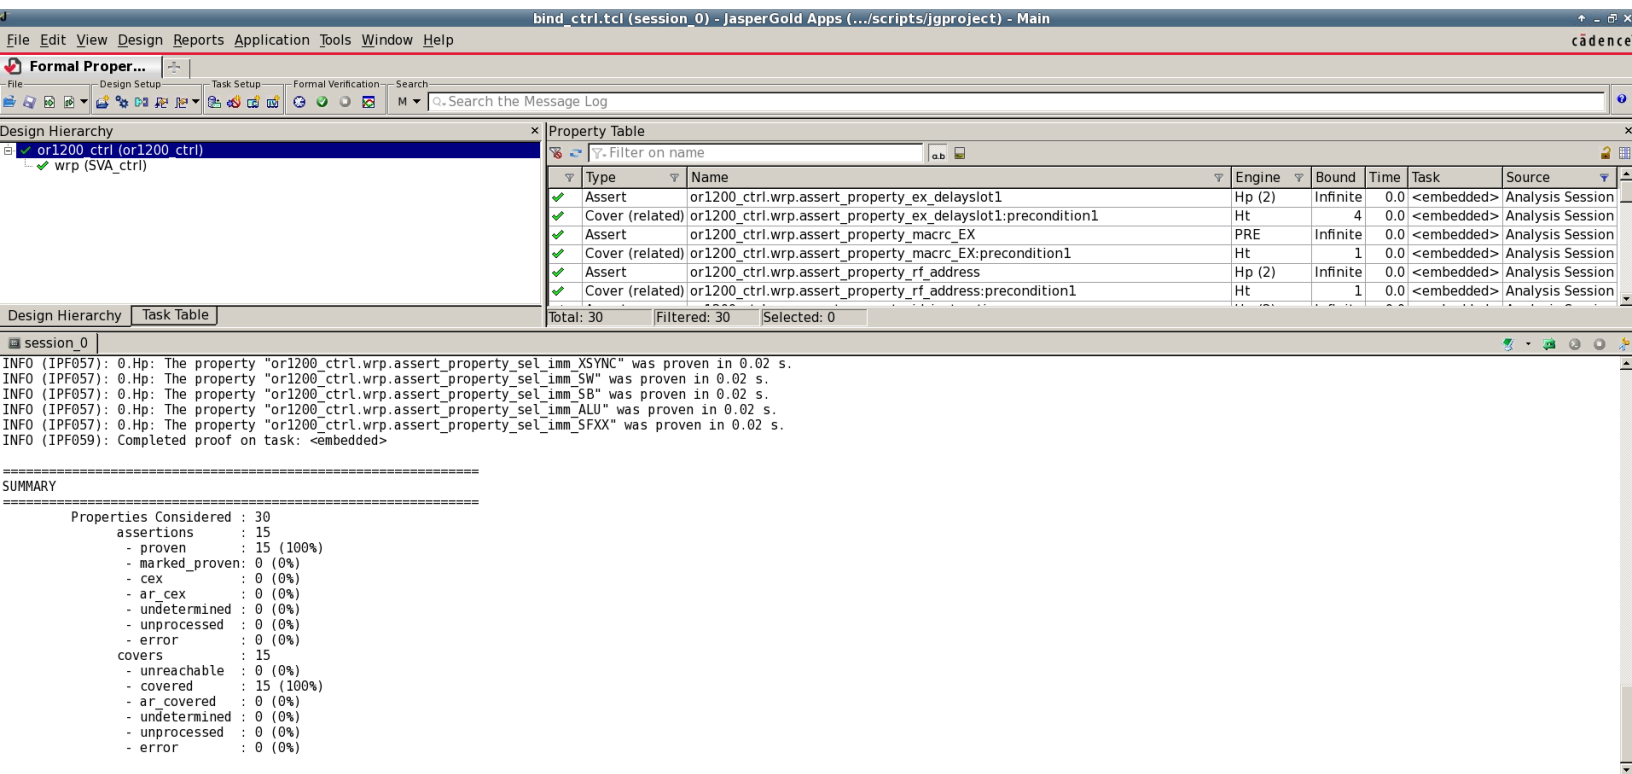 bind_ctrl.tcl (session_0) - JasperGold Apps (.../scripts/jgproject) - Main
File Edit View Design Reports Application Tools Window Help
cādence
Formal Proper...
File Design Setup Task Setup Formal Verification Search
M Search the Message Log
Design Hierarchy
or1200_ctrl (or1200_ctrl)
wrp (SVA_ctrl)
Design Hierarchy Task Table
Property Table
Filter on name
a.b
Type Name Engine Bound Time Task Source
Assert or1200_ctrl.wrp.assert_property_ex_delayslot1 Hp (2) Infinite 0.0 <embedded> Analysis Session
Cover (related) or1200_ctrl.wrp.assert_property_ex_delayslot1:precondition1 Ht 4 0.0 <embedded> Analysis Session
Assert or1200_ctrl.wrp.assert_property_macrc_EX PRE Infinite 0.0 <embedded> Analysis Session
Cover (related) or1200_ctrl.wrp.assert_property_macrc_EX:precondition1 Ht 1 0.0 <embedded> Analysis Session
Assert or1200_ctrl.wrp.assert_property_rf_address Hp (2) Infinite 0.0 <embedded> Analysis Session
Cover (related) or1200_ctrl.wrp.assert_property_rf_address:precondition1 Ht 1 0.0 <embedded> Analysis Session
Total: 30 Filtered: 30 Selected: 0
session_0
INFO (IPF057): 0.Hp: The property "or1200_ctrl.wrp.assert_property_sel_imm_XSYNC" was proven in 0.02 s.
INFO (IPF057): 0.Hp: The property "or1200_ctrl.wrp.assert_property_sel_imm_SW" was proven in 0.02 s.
INFO (IPF057): 0.Hp: The property "or1200_ctrl.wrp.assert_property_sel_imm_SB" was proven in 0.02 s.
INFO (IPF057): 0.Hp: The property "or1200_ctrl.wrp.assert_property_sel_imm_ALU" was proven in 0.02 s.
INFO (IPF057): 0.Hp: The property "or1200_ctrl.wrp.assert_property_sel_imm_SFXX" was proven in 0.02 s.
INFO (IPF059): Completed proof on task: <embedded>
==============================================================
SUMMARY
==============================================================
Properties Considered : 30
assertions : 15
- proven : 15 (100%)
- marked_proven: 0 (0%)
- cex : 0 (0%)
- ar_cex : 0 (0%)
- undetermined : 0 (0%)
- unprocessed : 0 (0%)
- error : 0 (0%)
covers : 15
- unreachable : 0 (0%)
- covered : 15 (100%)
- ar_covered : 0 (0%)
- undetermined : 0 (0%)
- unprocessed : 0 (0%)
- error : 0 (0%)